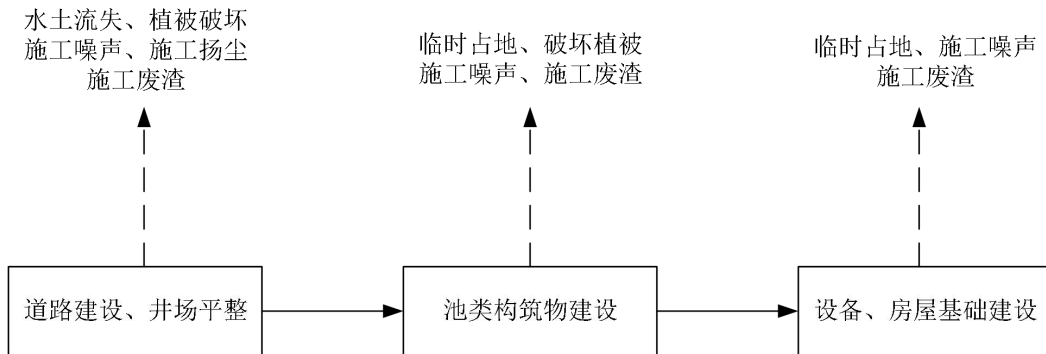 水土流失、植被破坏
施工噪声、施工扬尘
施工废渣
临时占地、破坏植被
施工噪声、施工废渣
临时占地、施工噪声
施工废渣
道路建设、井场平整
池类构筑物建设
设备、房屋基础建设